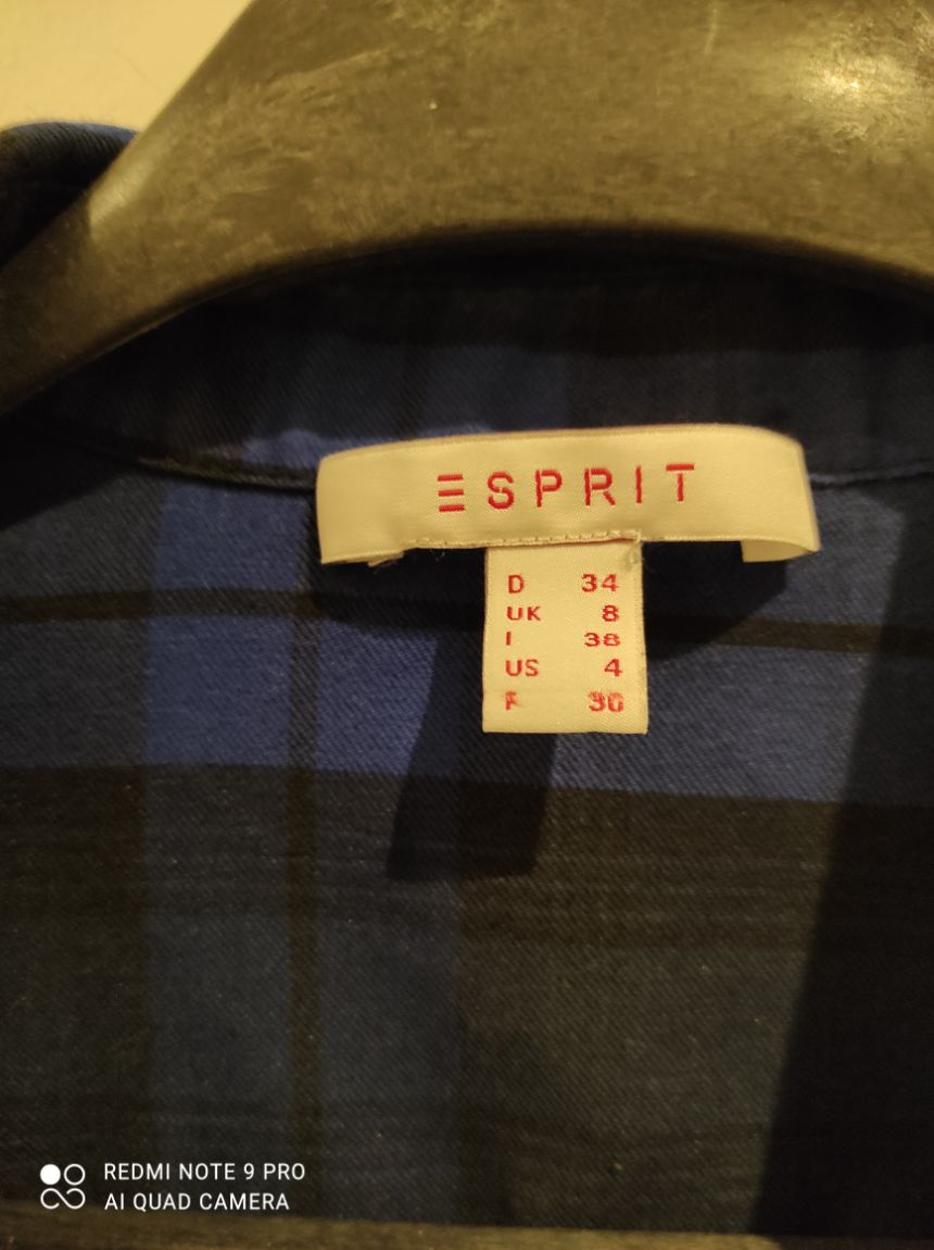 ESPRIT
D 34
UK 8
I 38
US 4
F 36
REDMI NOTE 9 PRO
AI QUAD CAMERA